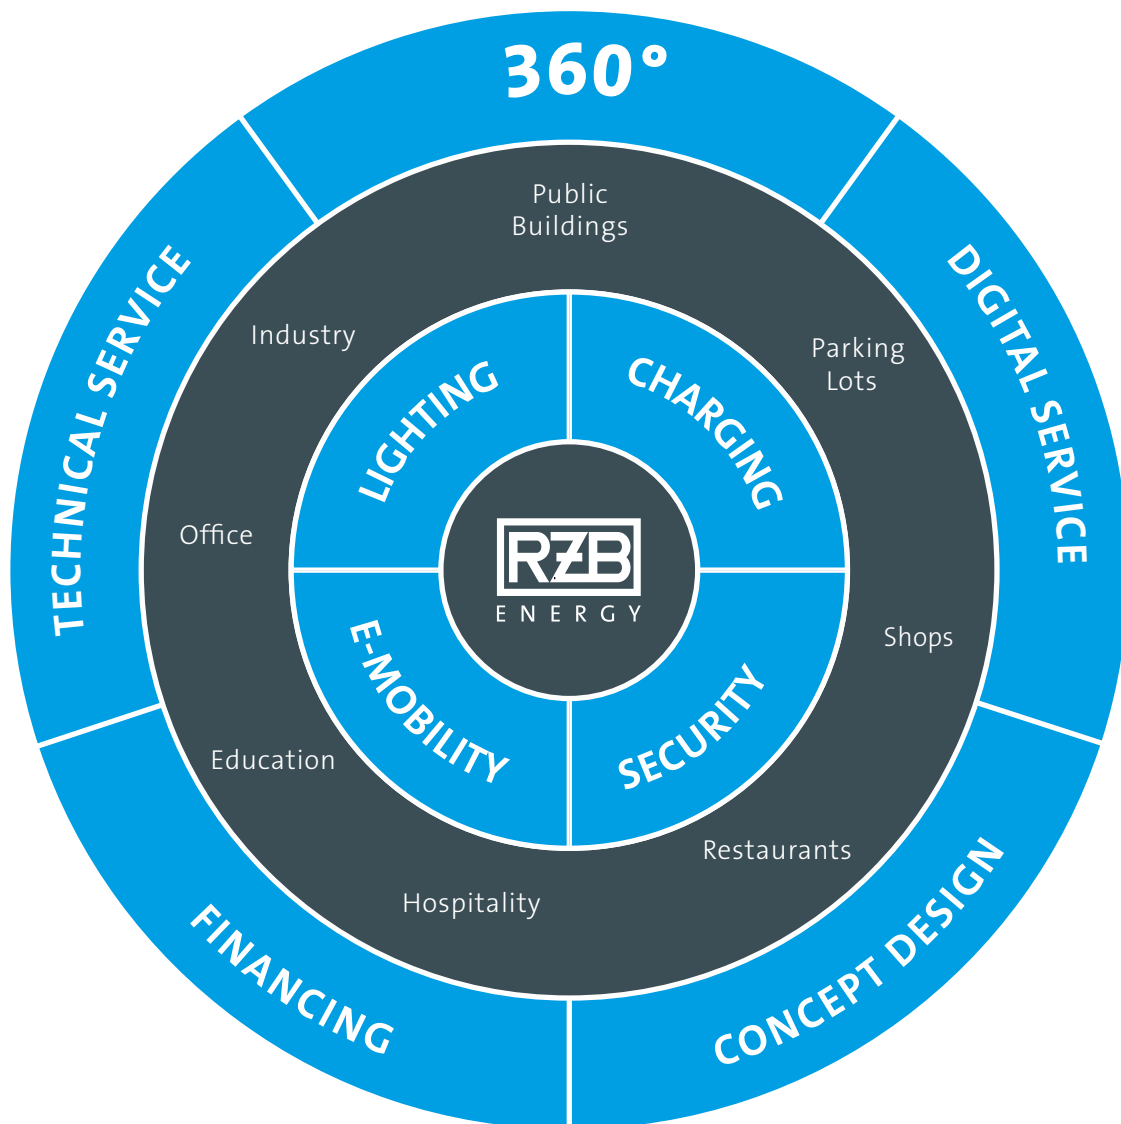 360°
DIGITAL SERVICE
CONCEPT DESIGN
FINANCING
TECHNICAL SERVICE
Public
Buildings
Parking
Lots
Shops
Restaurants
Hospitality
Education
Office
Industry
LIGHTING
CHARGING
SECURITY
E-MOBILITY
RZB
ENERGY